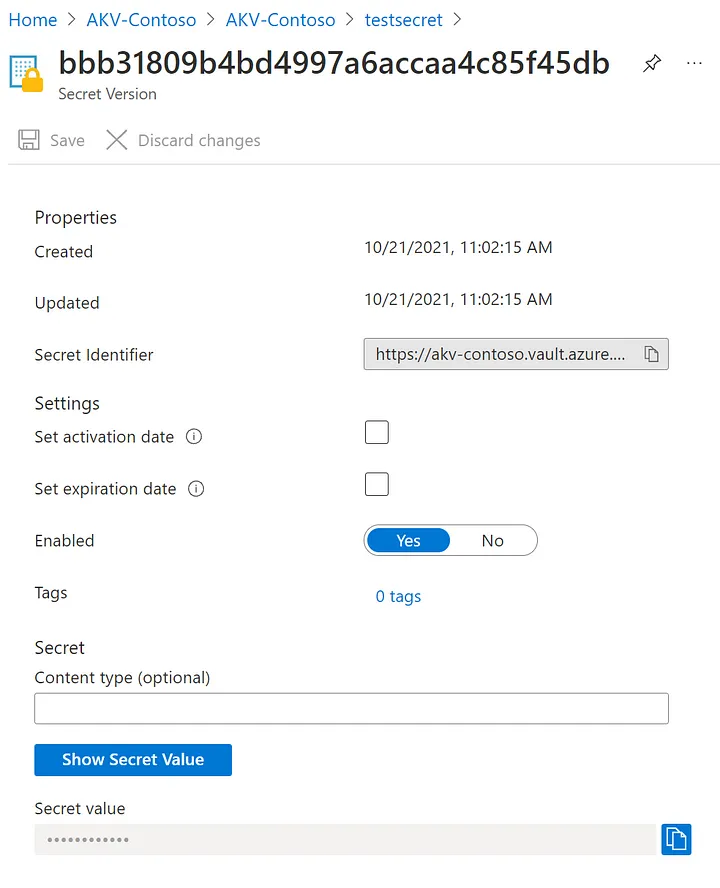 Home > AKV-Contoso > AKV-Contoso > testsecret >
bbb31809b4bd4997a6accaa4c85f45db
Secret Version
Save Discard changes
Properties
Created 10/21/2021, 11:02:15 AM
Updated 10/21/2021, 11:02:15 AM
Secret Identifier https://akv-contoso.vault.azure....
Settings
Set activation date
Set expiration date
Enabled Yes No
Tags 0 tags
Secret
Content type (optional)
Show Secret Value
Secret value
••••••••••••